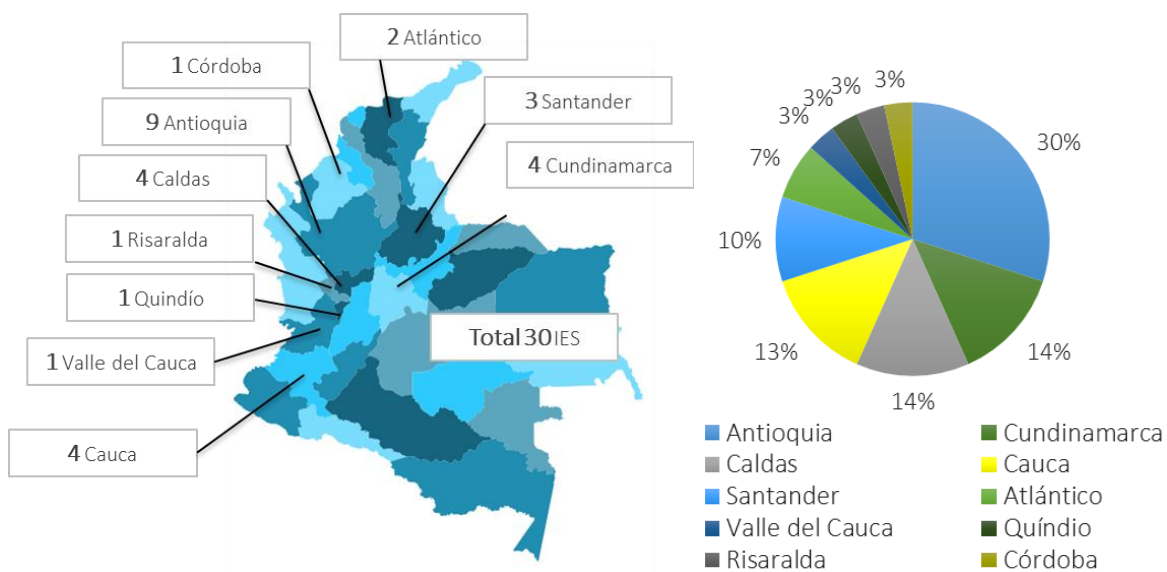 2 Atlántico
1 Córdoba
3 Santander
9 Antioquia
4 Cundinamarca
4 Caldas
1 Risaralda
1 Quindío
Total 30 IES
1 Valle del Cauca
4 Cauca
3%
3%
3%
3%
30%
7%
10%
13%
14%
14%
Antioquia
Cundinamarca
Caldas
Cauca
Santander
Atlántico
Valle del Cauca
Quíndio
Risaralda
Córdoba